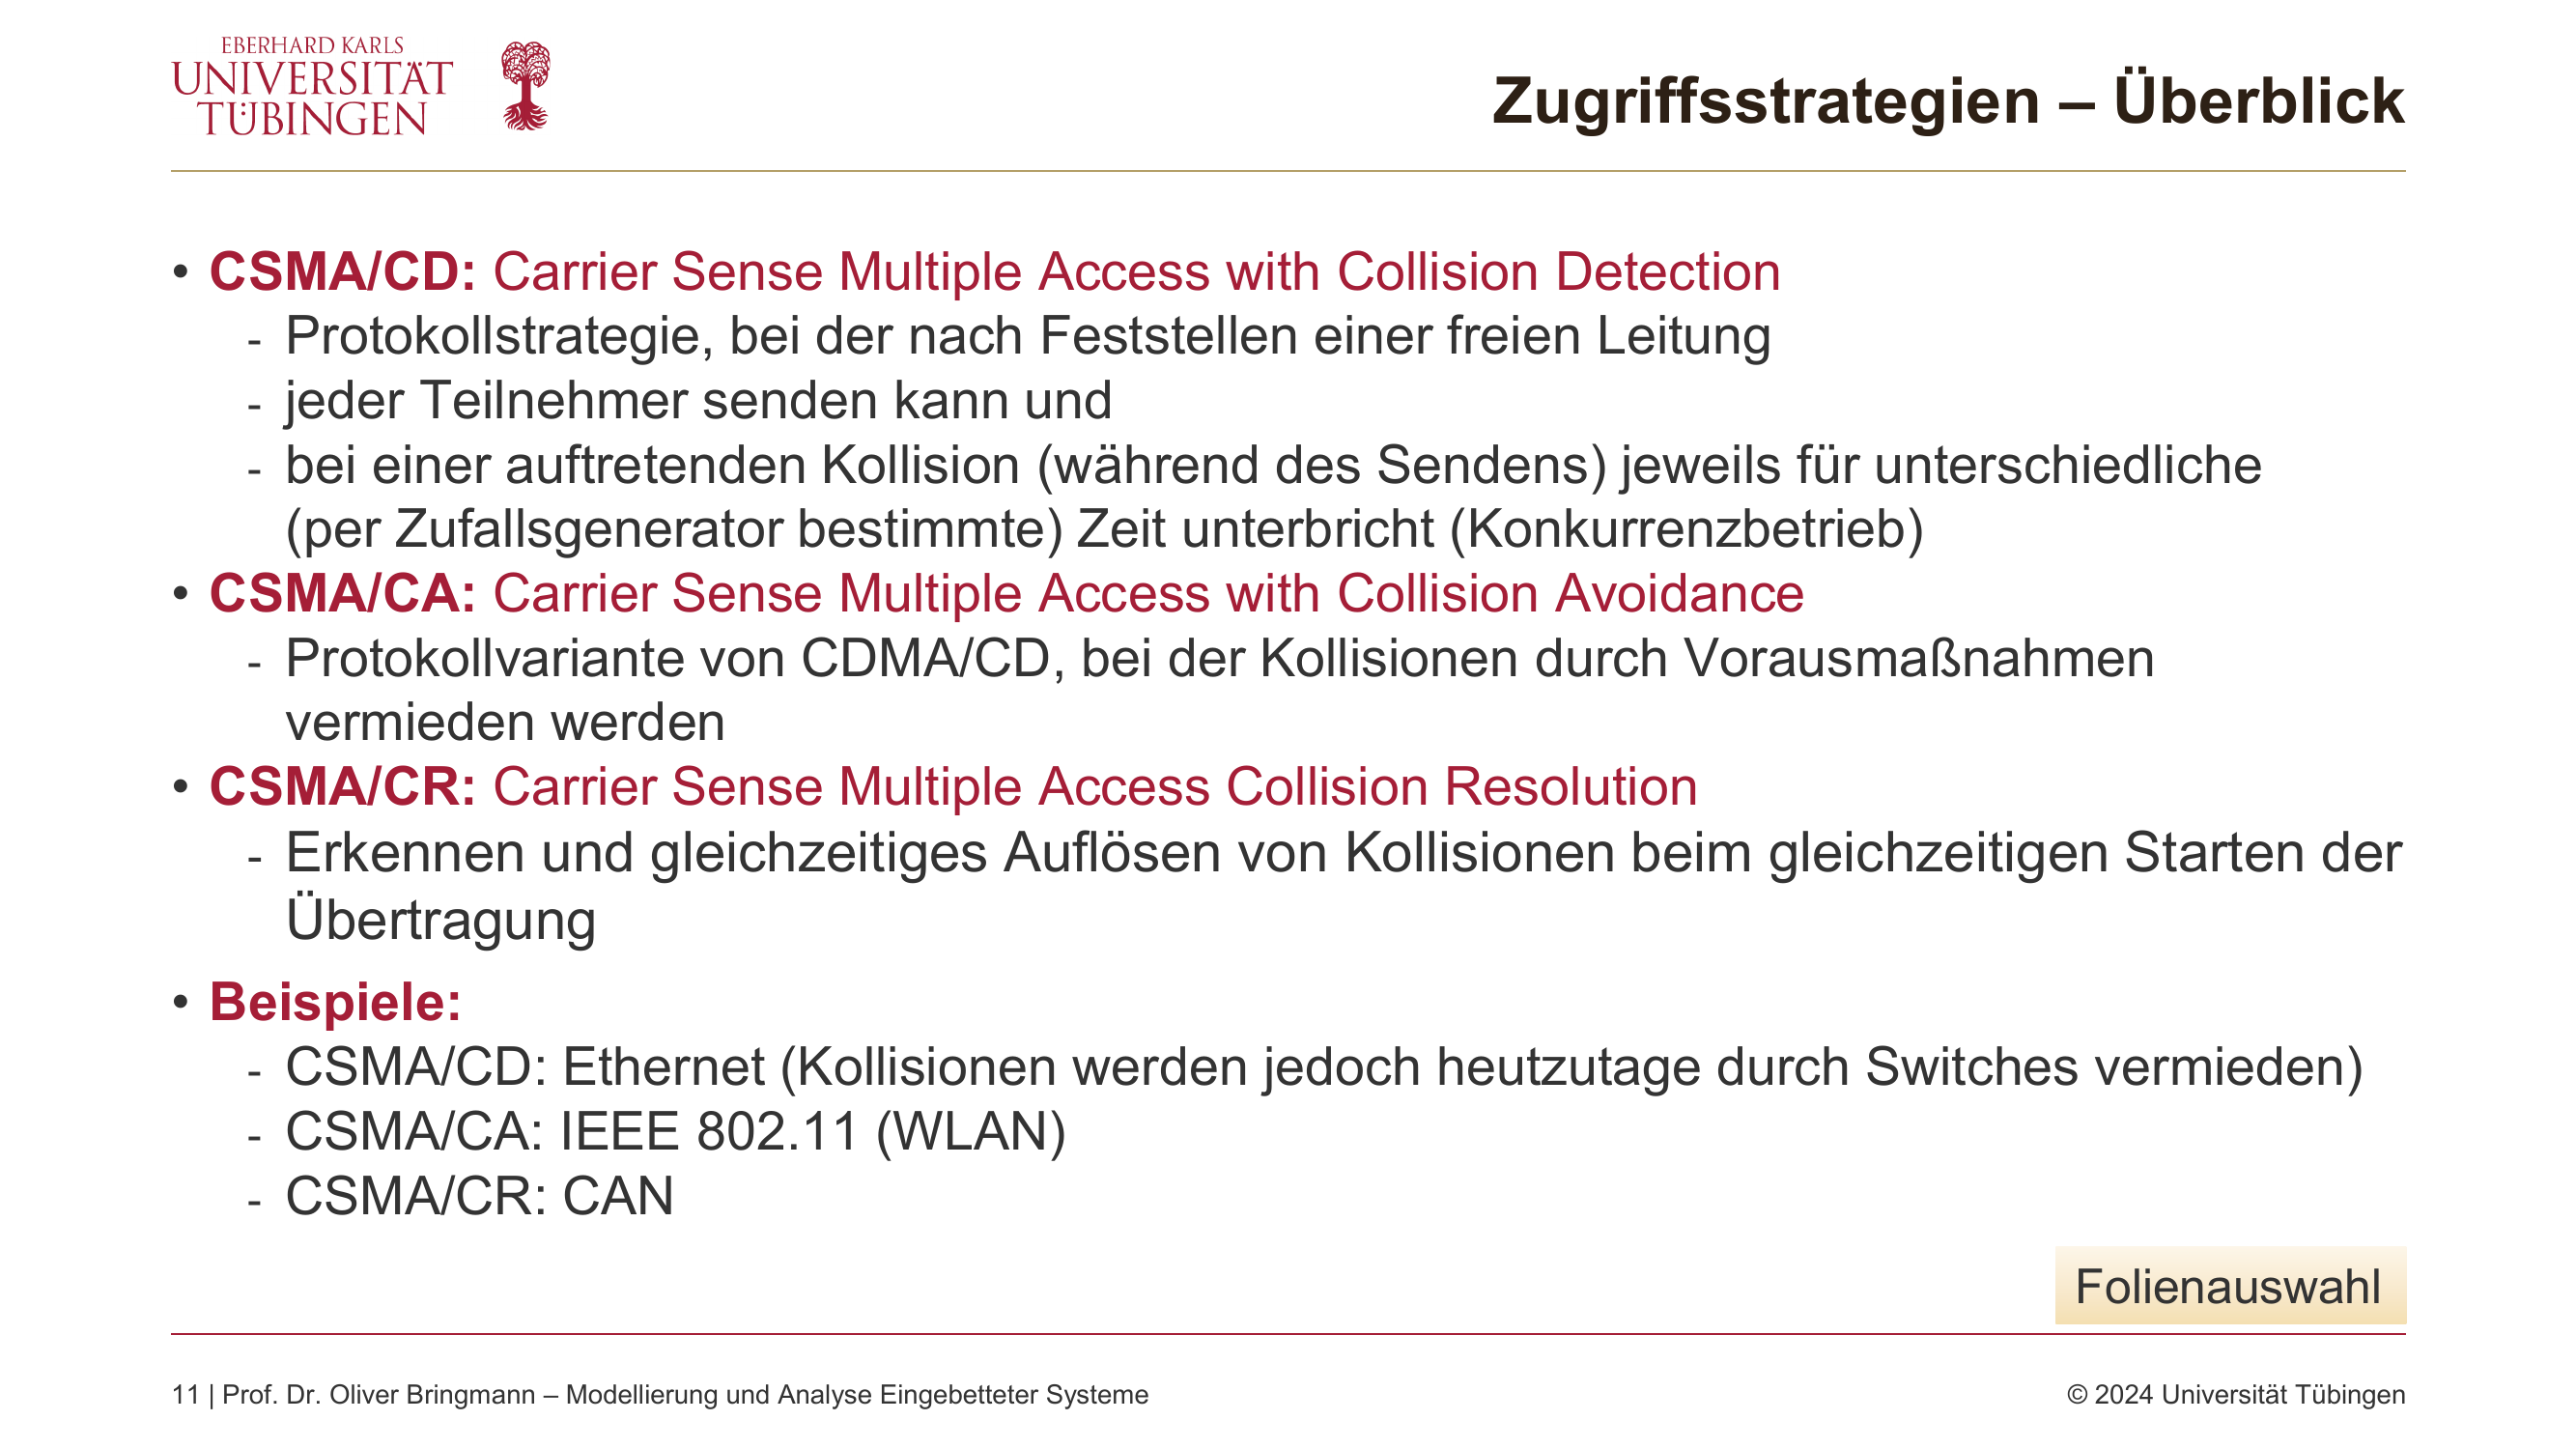 EBERHARD KARLS
UNIVERSITÄT
TÜBINGEN
Zugriffsstrategien – Überblick
• CSMA/CD: Carrier Sense Multiple Access with Collision Detection
- Protokollstrategie, bei der nach Feststellen einer freien Leitung
- jeder Teilnehmer senden kann und
- bei einer auftretenden Kollision (während des Sendens) jeweils für unterschiedliche
(per Zufallsgenerator bestimmte) Zeit unterbricht (Konkurrenzbetrieb)
• CSMA/CA: Carrier Sense Multiple Access with Collision Avoidance
- Protokollvariante von CDMA/CD, bei der Kollisionen durch Vorausmaßnahmen
vermieden werden
• CSMA/CR: Carrier Sense Multiple Access Collision Resolution
- Erkennen und gleichzeitiges Auflösen von Kollisionen beim gleichzeitigen Starten der
Übertragung
• Beispiele:
- CSMA/CD: Ethernet (Kollisionen werden jedoch heutzutage durch Switches vermieden)
- CSMA/CA: IEEE 802.11 (WLAN)
- CSMA/CR: CAN
Folienauswahl
11 | Prof. Dr. Oliver Bringmann – Modellierung und Analyse Eingebetteter Systeme
© 2024 Universität Tübingen